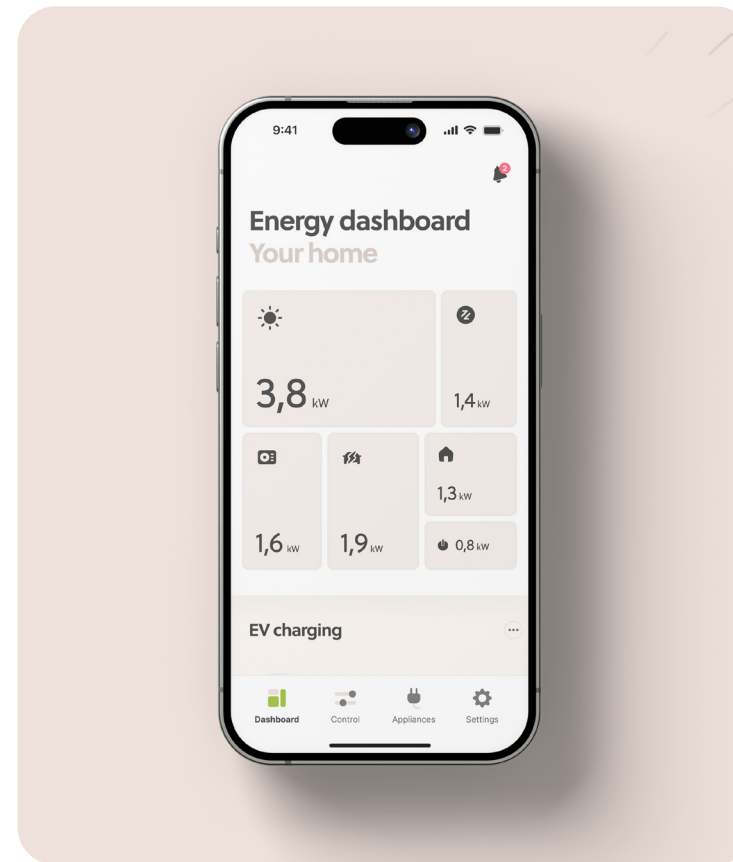 9:41
2
Energy dashboard
Your home
3,8 kW
1,4 kW
1,6 kW
1,9 kW
1,3 kW
0,8 kW
EV charging
Dashboard Control Appliances Settings